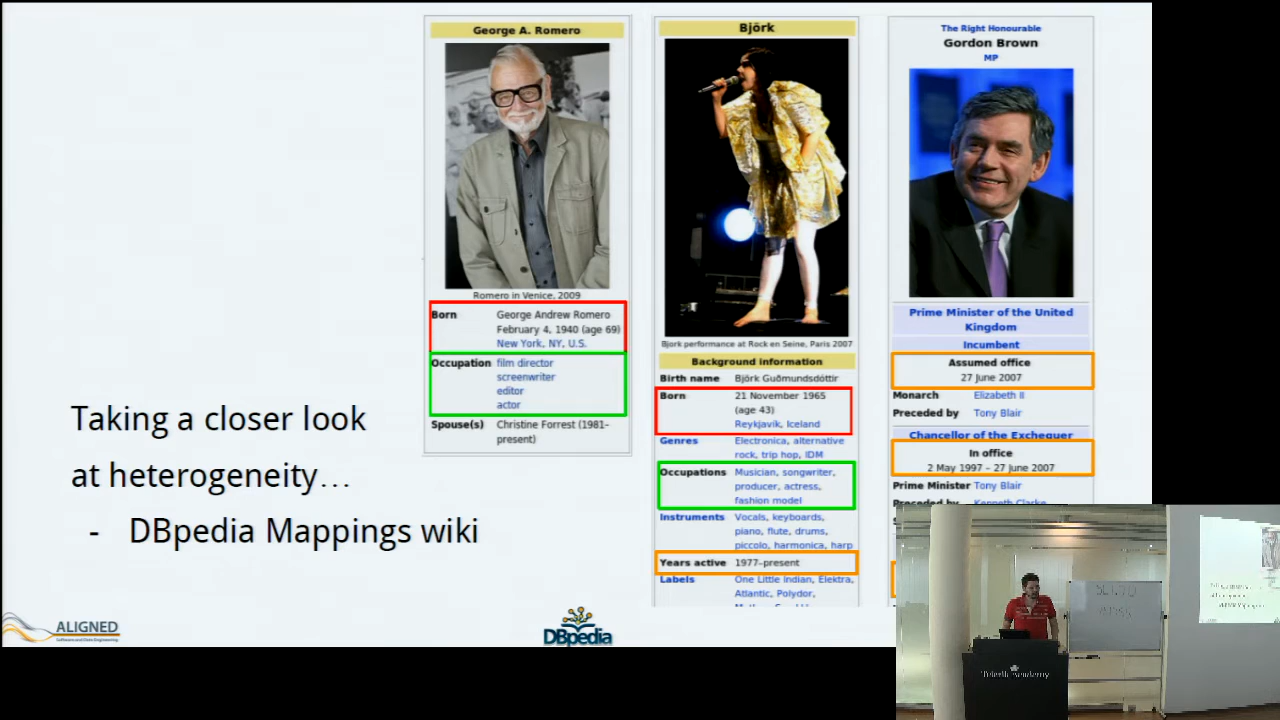 Taking a closer look
at heterogeneity…
- DBpedia Mappings wiki
George A. Romero
Romero in Venice, 2009
Born George Andrew Romero
February 4, 1940 (age 69)
New York, NY, U.S.
Occupation film director
screenwriter
editor
actor
Spouse(s) Christine Forrest (1981–
present)
Björk
Bjork performance at Rock en Seine, Paris 2007
Background information
Birth name Björk Guðmundsdóttir
Born 21 November 1965
(age 43)
Reykjavík, Iceland
Genres Electronica, alternative
rock, trip hop, IDM
Occupations Musician, songwriter,
producer, actress,
fashion model
Instruments Vocals, keyboards,
piano, flute, drums,
piccolo, harmonica, harp
Years active 1977–present
Labels One Little Indian, Elektra,
Atlantic, Polydor,
The Right Honourable
Gordon Brown
MP
Prime Minister of the United
Kingdom
Incumbent
Assumed office
27 June 2007
Monarch Elizabeth II
Preceded by Tony Blair
Chancellor of the Exchequer
In office
2 May 1997 – 27 June 2007
Prime Minister Tony Blair
Preceded by Kenneth Clarke
ALIGNED
DBpedia